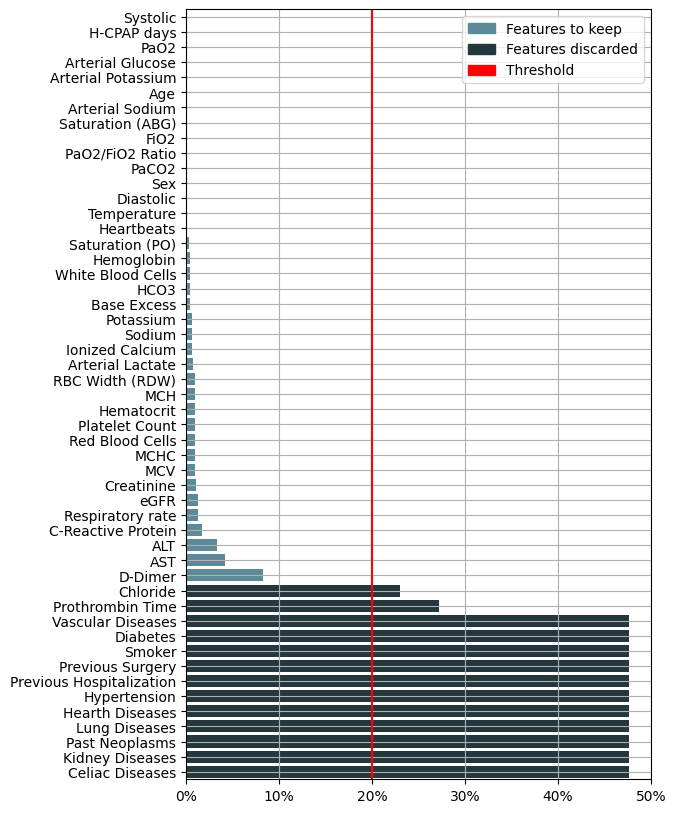 Systolic
H-CPAP days
PaO2
Arterial Glucose
Arterial Potassium
Age
Arterial Sodium
Saturation (ABG)
FiO2
PaO2/FiO2 Ratio
PaCO2
Sex
Diastolic
Temperature
Heartbeats
Saturation (PO)
Hemoglobin
White Blood Cells
HCO3
Base Excess
Potassium
Sodium
Ionized Calcium
Arterial Lactate
RBC Width (RDW)
MCH
Hematocrit
Platelet Count
Red Blood Cells
MCHC
MCV
Creatinine
eGFR
Respiratory rate
C-Reactive Protein
ALT
AST
D-Dimer
Chloride
Prothrombin Time
Vascular Diseases
Diabetes
Smoker
Previous Surgery
Previous Hospitalization
Hypertension
Hearth Diseases
Lung Diseases
Past Neoplasms
Kidney Diseases
Celiac Diseases
0% 10% 20% 30% 40% 50%
Features to keep
Features discarded
Threshold